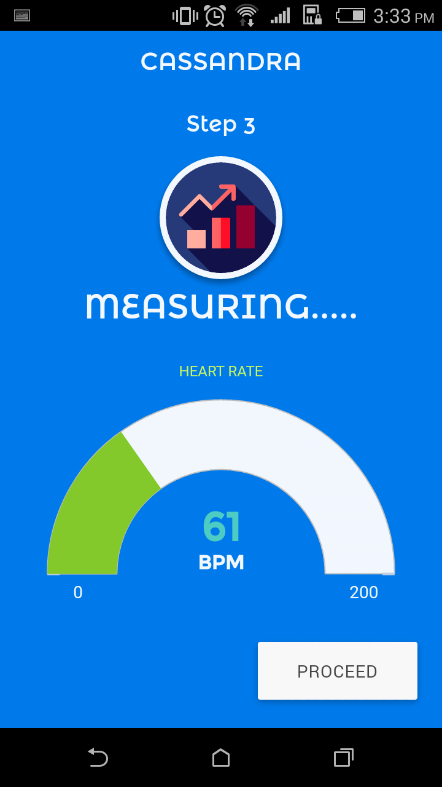 3:33 PM
CASSANDRA
Step 3
MEASURING.....
HEART RATE
61
BPM
0 200
PROCEED